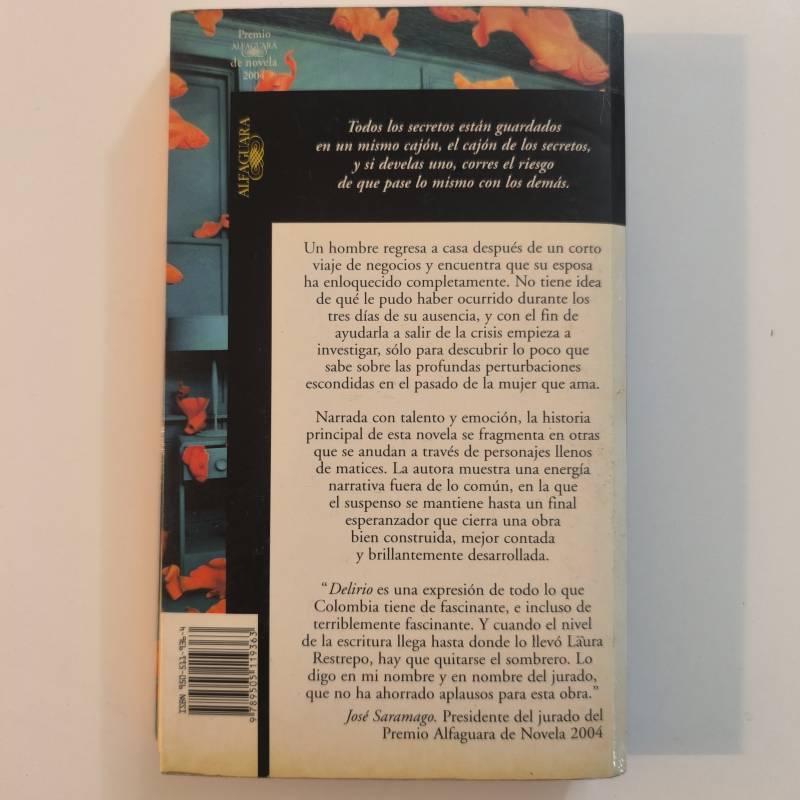 Premio
ALFAGUARA
de novela
2004
ALFAGUARA
Todos los secretos están guardados
en un mismo cajón, el cajón de los secretos,
y si develas uno, corres el riesgo
de que pase lo mismo con los demás.
Un hombre regresa a casa después de un corto
viaje de negocios y encuentra que su esposa
ha enloquecido completamente. No tiene idea
de qué le pudo haber ocurrido durante los
tres días de su ausencia, y con el fin de
ayudarla a salir de la crisis empieza a
investigar, sólo para descubrir lo poco que
sabe sobre las profundas perturbaciones
escondidas en el pasado de la mujer que ama.
Narrada con talento y emoción, la historia
principal de esta novela se fragmenta en otras
que se anudan a través de personajes llenos
de matices. La autora muestra una energía
narrativa fuera de lo común, en la que
el suspenso se mantiene hasta un final
esperanzador que cierra una obra
bien construida, mejor contada
y brillantemente desarrollada.
“Delirio es una expresión de todo lo que
Colombia tiene de fascinante, e incluso de
terriblemente fascinante. Y cuando el nivel
de la escritura llega hasta donde lo llevó Laura
Restrepo, hay que quitarse el sombrero. Lo
digo en mi nombre y en nombre del jurado,
que no ha ahorrado aplausos para esta obra.”
José Saramago. Presidente del jurado del
Premio Alfaguara de Novela 2004
ISBN 950-511-936-4
9789505119363